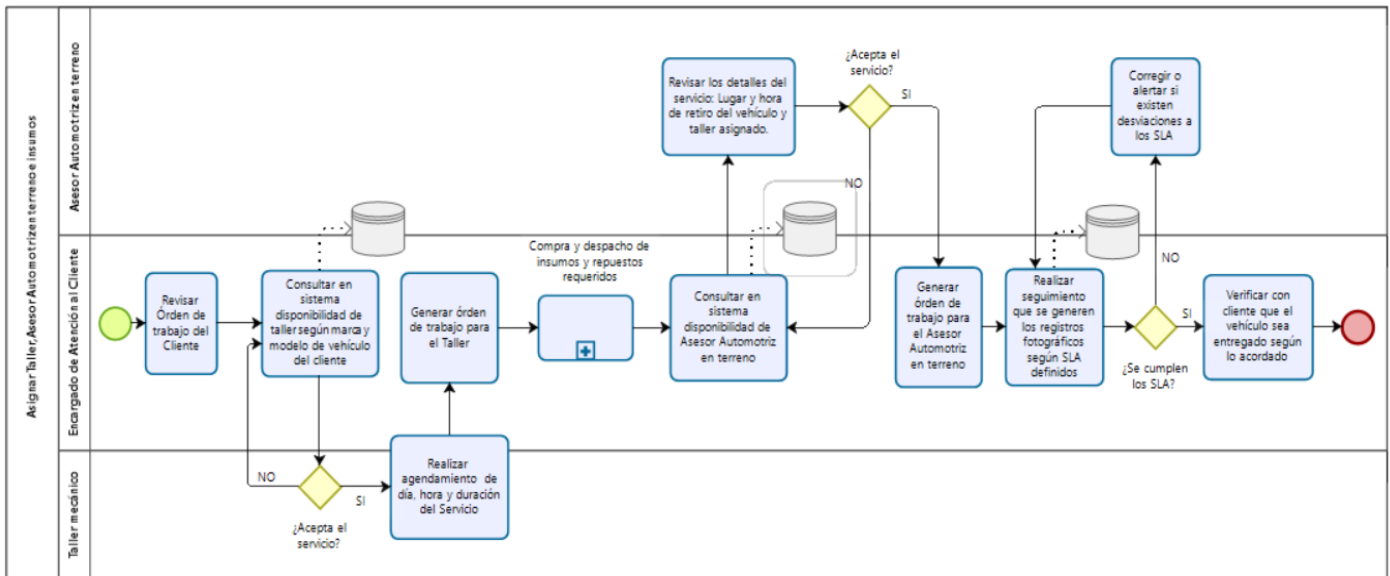 Asignar Taller, Asesor Automotriz en terreno e insumos
Asesor Automotriz en terreno
Encargado de Atención al Cliente
Taller mecánico
Revisar
Órden de
trabajo del
Cliente
Consultar en
sistema
disponibilidad de
taller según marca y
modelo de vehículo
del cliente
NO
¿Acepta el
servicio?
SI
Realizar
agendamiento de
día, hora y duración
del Servicio
Generar órden
de trabajo para
el Taller
Compra y despacho de
insumos y repuestos
requeridos
Consultar en
sistema
disponibilidad de
Asesor Automotriz
en terreno
Revisar los detalles del
servicio: Lugar y hora
de retiro del vehículo y
taller asignado.
¿Acepta el
servicio?
SI
NO
Generar
órden de
trabajo para
el Asesor
Automotriz
en terreno
Realizar
seguimiento
que se generen
los registros
fotográficos
según SLA
definidos
Corregir o
alertar si
existen
desviaciones a
los SLA
NO
SI
¿Se cumplen
los SLA?
Verificar con
cliente que el
vehículo sea
entregado según
lo acordado